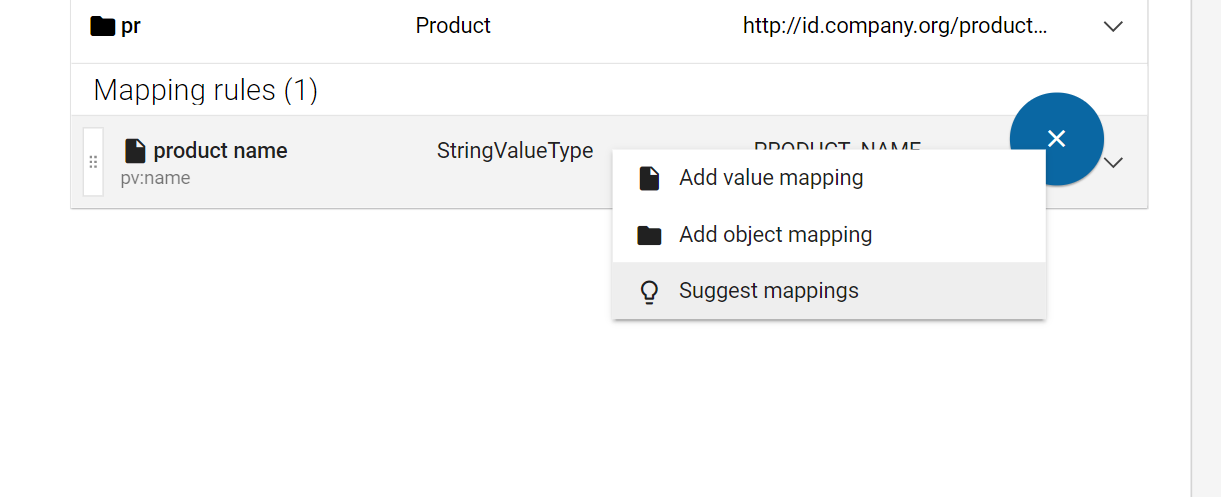 pr Product http://id.company.org/product…
Mapping rules (1)
product name StringValueType PRODUCT_NAME
pv:name
Add value mapping
Add object mapping
Suggest mappings